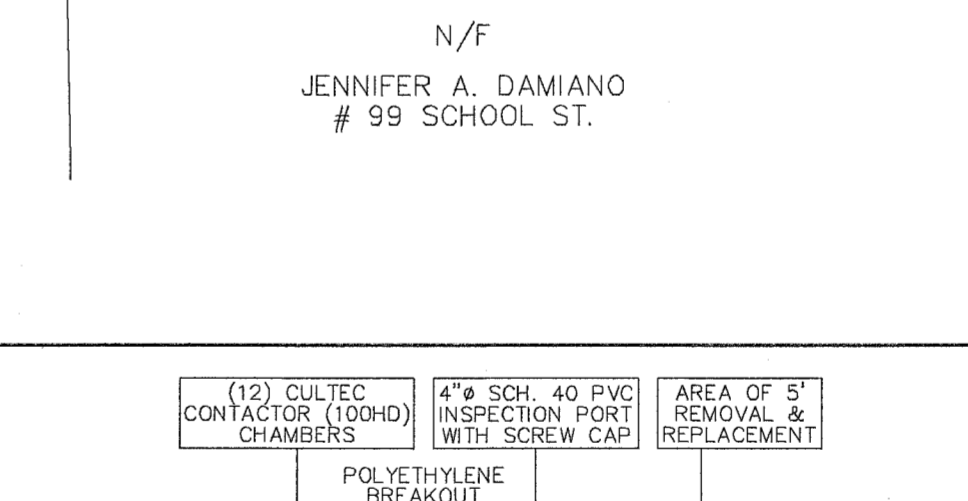 N/F
JENNIFER A. DAMIANO
# 99 SCHOOL ST.
(12) CULTEC
CONTACTOR (100HD)
CHAMBERS
4"ø SCH. 40 PVC
INSPECTION PORT
WITH SCREW CAP
AREA OF 5'
REMOVAL &
REPLACEMENT
POLYETHYLENE
BREAKOUT